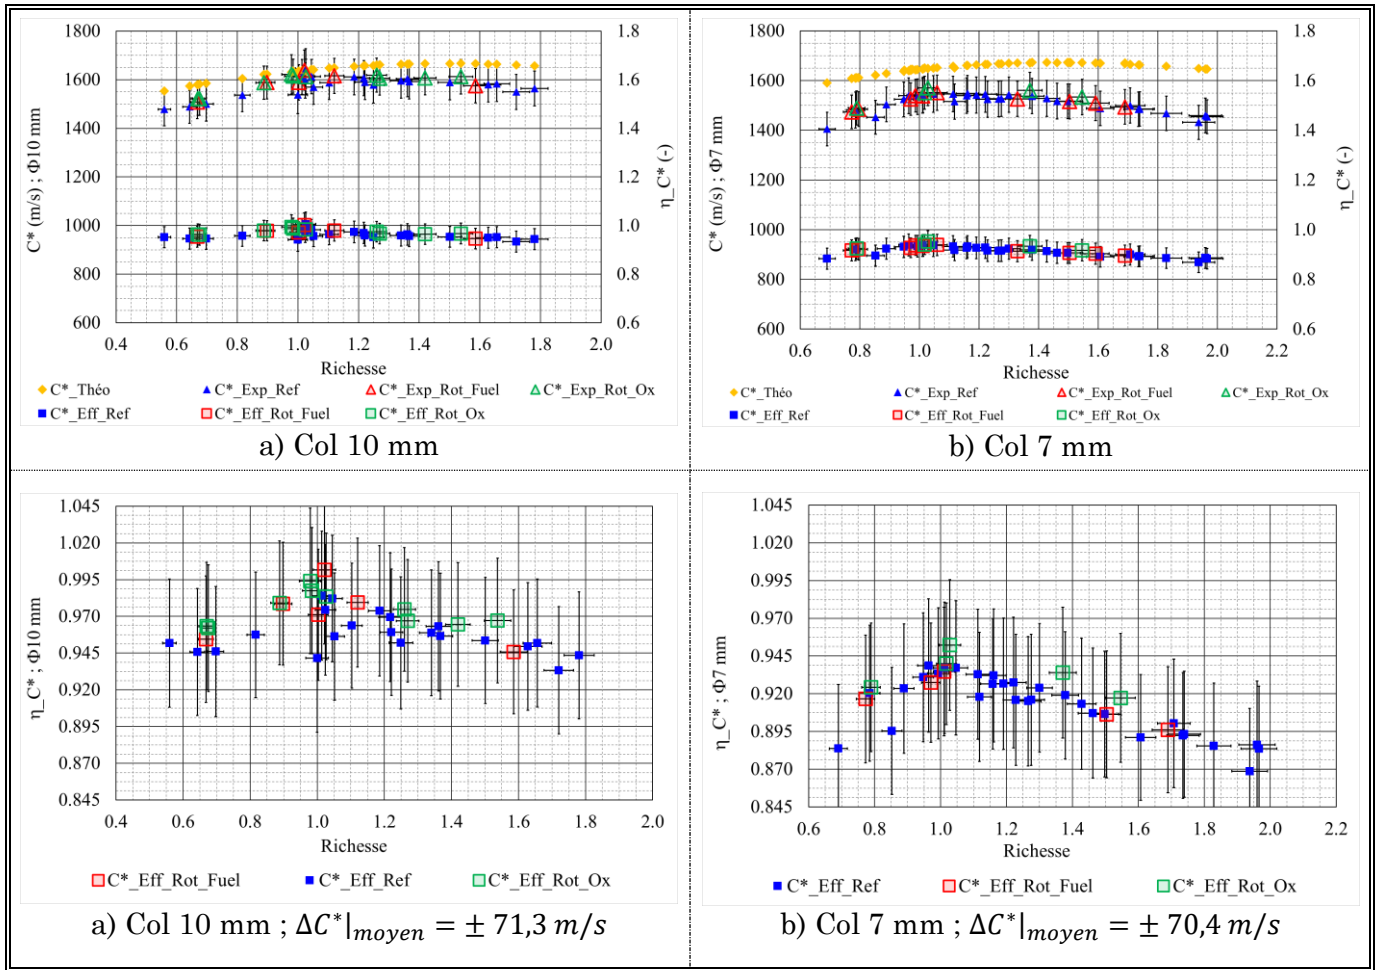 1800
1600
1400
1200
1000
800
600
C* (m/s) ; Φ10 mm
1.8
1.6
1.4
1.2
1.0
0.8
0.6
η_C* (-)
0.4 0.6 0.8 1.0 1.2 1.4 1.6 1.8 2.0
Richesse
C*_Théo C*_Exp_Ref C*_Exp_Rot_Fuel C*_Exp_Rot_Ox
C*_Eff_Ref C*_Eff_Rot_Fuel C*_Eff_Rot_Ox
a) Col 10 mm
1800
1600
1400
1200
1000
800
600
C* (m/s) ; Φ7 mm
1.8
1.6
1.4
1.2
1.0
0.8
0.6
η_C* (-)
0.6 0.8 1.0 1.2 1.4 1.6 1.8 2.0 2.2
Richesse
C*_Théo C*_Exp_Ref C*_Exp_Rot_Fuel C*_Exp_Rot_Ox
C*_Eff_Ref C*_Eff_Rot_Fuel C*_Eff_Rot_Ox
b) Col 7 mm
1.045
1.020
0.995
0.970
0.945
0.920
0.895
0.870
0.845
η_C* ; Φ10 mm
0.4 0.6 0.8 1.0 1.2 1.4 1.6 1.8 2.0
Richesse
C*_Eff_Rot_Fuel C*_Eff_Ref C*_Eff_Rot_Ox
a) Col 10 mm ; ΔC*|moyen = ± 71,3 m/s
1.045
1.020
0.995
0.970
0.945
0.920
0.895
0.870
0.845
η_C* ; Φ7 mm
0.6 0.8 1.0 1.2 1.4 1.6 1.8 2.0 2.2
Richesse
C*_Eff_Ref C*_Eff_Rot_Fuel C*_Eff_Rot_Ox
b) Col 7 mm ; ΔC*|moyen = ± 70,4 m/s